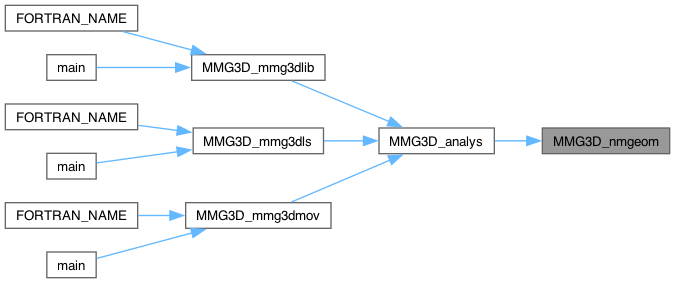 FORTRAN_NAME
main
MMG3D_mmg3dlib
FORTRAN_NAME
main
MMG3D_mmg3dls
MMG3D_analys
MMG3D_nmgeom
FORTRAN_NAME
main
MMG3D_mmg3dmov